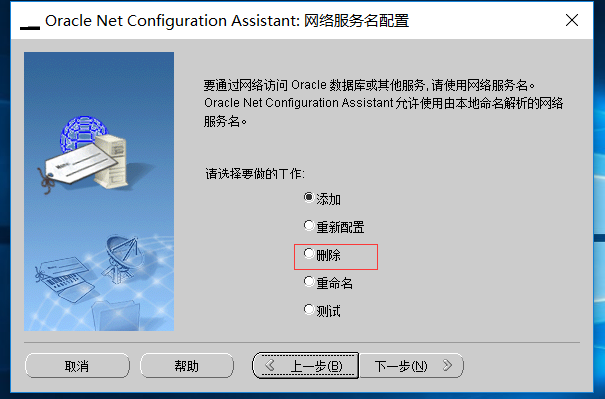 Oracle Net Configuration Assistant: 网络服务名配置
要通过网络访问 Oracle 数据库或其他服务,请使用网络服务名。
Oracle Net Configuration Assistant 允许使用由本地命名解析的网络
服务名。
请选择要做的工作:
添加
重新配置
删除
重命名
测试
取消
帮助
上一步(B)
下一步(N)